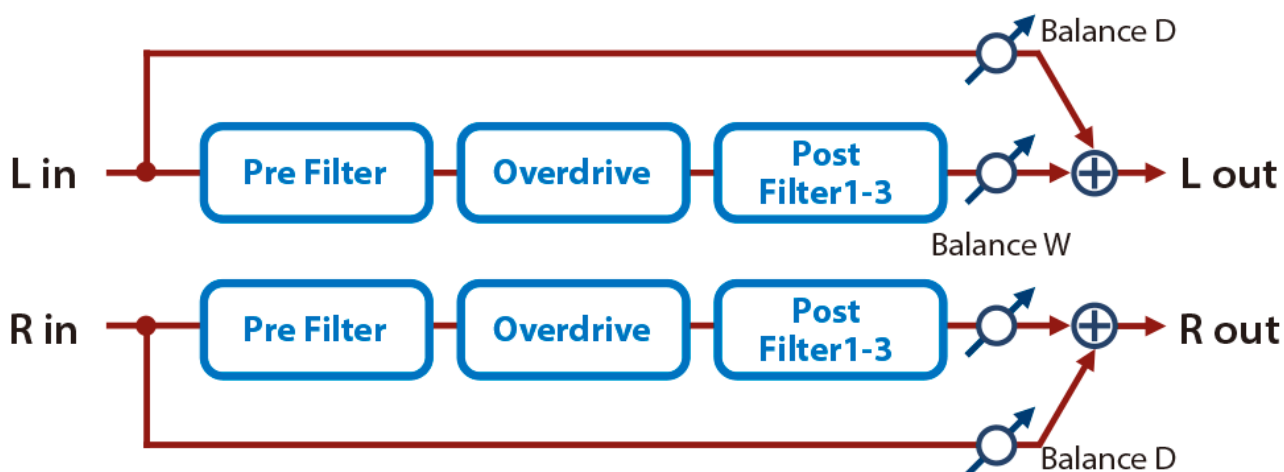 Balance D
L in
Pre Filter
Overdrive
Post
Filter1-3
L out
Balance W
R in
Pre Filter
Overdrive
Post
Filter1-3
R out
Balance D